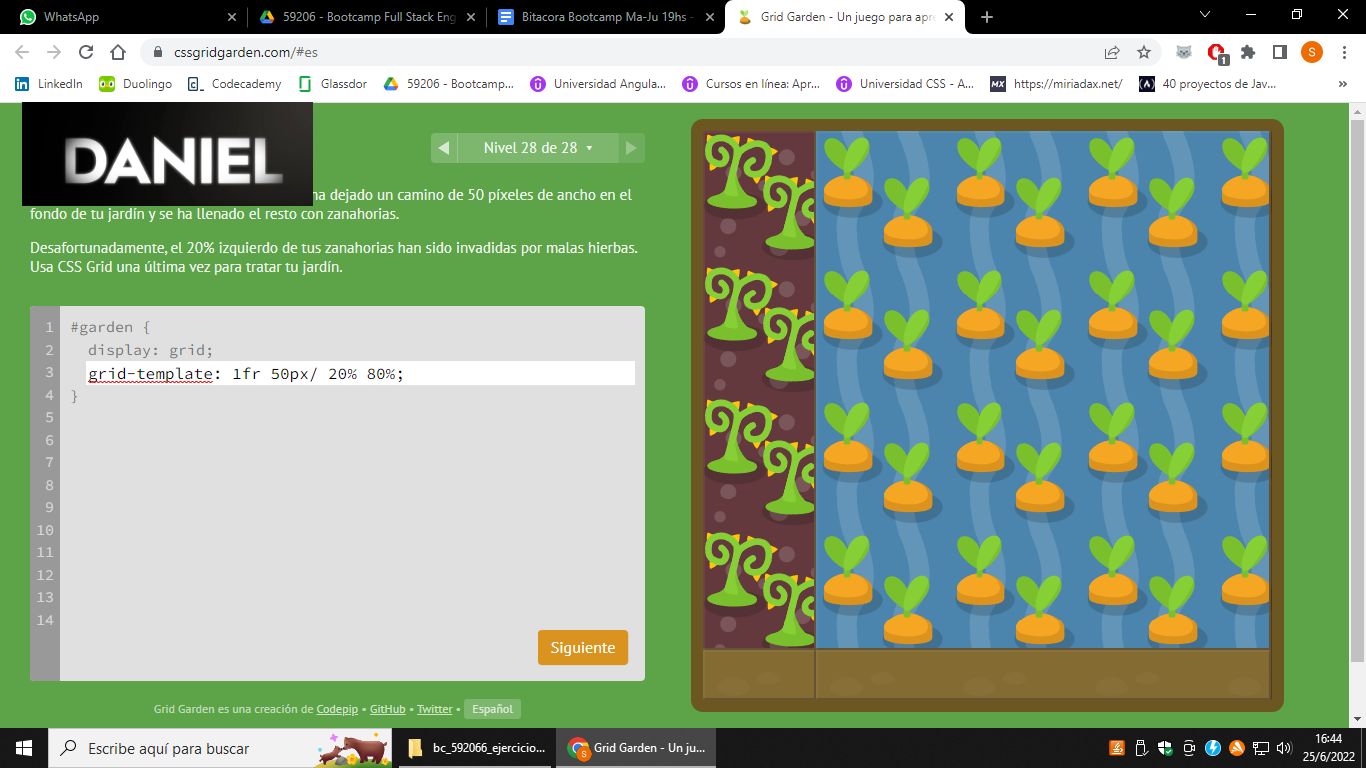 WhatsApp
59206 - Bootcamp Full Stack Eng
Bitacora Bootcamp Ma-Ju 19hs -
Grid Garden - Un juego para apre
cssgridgarden.com/#es
S
1
LinkedIn
Duolingo
Codecademy
Glassdor
59206 - Bootcamp...
Universidad Angula...
Cursos en línea: Apr...
Universidad CSS - A...
MX https://miriadax.net/
40 proyectos de Jav...
»
DANIEL
Nivel 28 de 28
ha dejado un camino de 50 píxeles de ancho en el
fondo de tu jardín y se ha llenado el resto con zanahorias.
Desafortunadamente, el 20% izquierdo de tus zanahorias han sido invadidas por malas hierbas.
Usa CSS Grid una última vez para tratar tu jardín.
1 #garden {
2 display: grid;
3 grid-template: 1fr 50px/ 20% 80%;
4 }
5
6
7
8
9
10
11
12
13
14
Siguiente
Grid Garden es una creación de Codepip • GitHub • Twitter • Español
Escribe aquí para buscar
bc_592066_ejercicio...
Grid Garden - Un ju...
16:44
25/6/2022